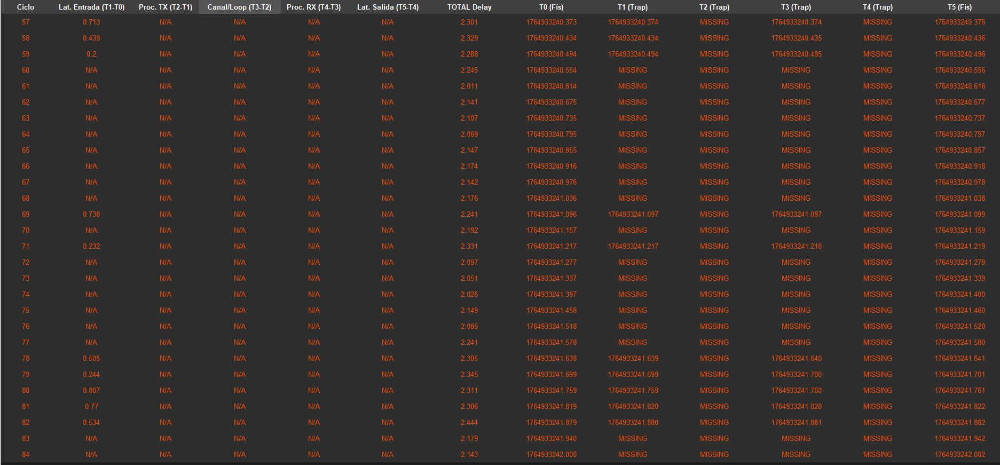 Ciclo Lat. Entrada (T1-T0) Proc. TX (T2-T1) Canal/Loop (T3-T2) Proc. RX (T4-T3) Lat. Salida (T5-T4) TOTAL Delay T0 (Fís) T1 (Trap) T2 (Trap) T3 (Trap) T4 (Trap) T5 (Fis)
57 0.713 N/A N/A N/A N/A 2.301 1764933240.373 1764933240.374 MISSING 1764933240.374 MISSING 1764933240.376
58 0.439 N/A N/A N/A N/A 2.329 1764933240.434 1764933240.434 MISSING 1764933240.435 MISSING 1764933240.436
59 0.2 N/A N/A N/A N/A 2.288 1764933240.494 1764933240.494 MISSING 1764933240.495 MISSING 1764933240.496
60 N/A N/A N/A N/A N/A 2.245 1764933240.554 MISSING MISSING MISSING MISSING 1764933240.556
61 N/A N/A N/A N/A N/A 2.011 1764933240.614 MISSING MISSING MISSING MISSING 1764933240.616
62 N/A N/A N/A N/A N/A 2.141 1764933240.675 MISSING MISSING MISSING MISSING 1764933240.677
63 N/A N/A N/A N/A N/A 2.107 1764933240.735 MISSING MISSING MISSING MISSING 1764933240.737
64 N/A N/A N/A N/A N/A 2.069 1764933240.795 MISSING MISSING MISSING MISSING 1764933240.797
65 N/A N/A N/A N/A N/A 2.147 1764933240.855 MISSING MISSING MISSING MISSING 1764933240.857
66 N/A N/A N/A N/A N/A 2.174 1764933240.916 MISSING MISSING MISSING MISSING 1764933240.918
67 N/A N/A N/A N/A N/A 2.142 1764933240.976 MISSING MISSING MISSING MISSING 1764933240.978
68 N/A N/A N/A N/A N/A 2.176 1764933241.036 MISSING MISSING MISSING MISSING 1764933241.038
69 0.738 N/A N/A N/A N/A 2.241 1764933241.096 1764933241.097 MISSING 1764933241.097 MISSING 1764933241.099
70 N/A N/A N/A N/A N/A 2.192 1764933241.157 MISSING MISSING MISSING MISSING 1764933241.159
71 0.232 N/A N/A N/A N/A 2.331 1764933241.217 1764933241.217 MISSING 1764933241.218 MISSING 1764933241.219
72 N/A N/A N/A N/A N/A 2.097 1764933241.277 MISSING MISSING MISSING MISSING 1764933241.279
73 N/A N/A N/A N/A N/A 2.051 1764933241.337 MISSING MISSING MISSING MISSING 1764933241.339
74 N/A N/A N/A N/A N/A 2.026 1764933241.397 MISSING MISSING MISSING MISSING 1764933241.400
75 N/A N/A N/A N/A N/A 2.149 1764933241.458 MISSING MISSING MISSING MISSING 1764933241.460
76 N/A N/A N/A N/A N/A 2.085 1764933241.518 MISSING MISSING MISSING MISSING 1764933241.520
77 N/A N/A N/A N/A N/A 2.241 1764933241.578 MISSING MISSING MISSING MISSING 1764933241.580
78 0.505 N/A N/A N/A N/A 2.305 1764933241.638 1764933241.639 MISSING 1764933241.640 MISSING 1764933241.641
79 0.244 N/A N/A N/A N/A 2.345 1764933241.699 1764933241.699 MISSING 1764933241.700 MISSING 1764933241.701
80 0.007 N/A N/A N/A N/A 2.311 1764933241.759 1764933241.759 MISSING 1764933241.760 MISSING 1764933241.761
81 0.77 N/A N/A N/A N/A 2.306 1764933241.819 1764933241.820 MISSING 1764933241.820 MISSING 1764933241.822
82 0.534 N/A N/A N/A N/A 2.444 1764933241.879 1764933241.880 MISSING 1764933241.881 MISSING 1764933241.882
83 N/A N/A N/A N/A N/A 2.179 1764933241.940 MISSING MISSING MISSING MISSING 1764933241.942
84 N/A N/A N/A N/A N/A 2.143 1764933242.000 MISSING MISSING MISSING MISSING 1764933242.002